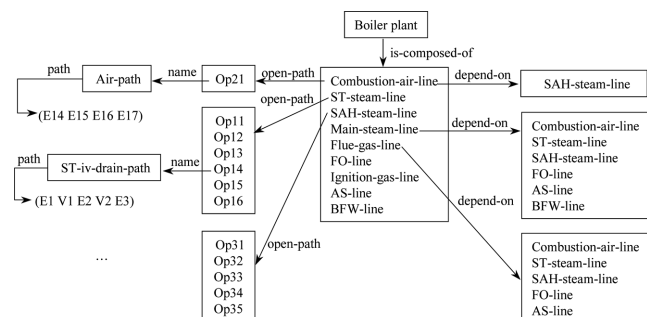 Boiler plant
is-composed-of
path
Air-path
name
Op21
open-path
(E14 E15 E16 E17)
Combustion-air-line
ST-steam-line
SAH-steam-line
Main-steam-line
Flue-gas-line
FO-line
Ignition-gas-line
AS-line
BFW-line
depend-on
SAH-steam-line
open-path
Op11
Op12
Op13
Op14
Op15
Op16
path
ST-iv-drain-path
name
(E1 V1 E2 V2 E3)
depend-on
Combustion-air-line
ST-steam-line
SAH-steam-line
FO-line
AS-line
BFW-line
open-path
Op31
Op32
Op33
Op34
Op35
...
depend-on
Combustion-air-line
ST-steam-line
SAH-steam-line
FO-line
AS-line